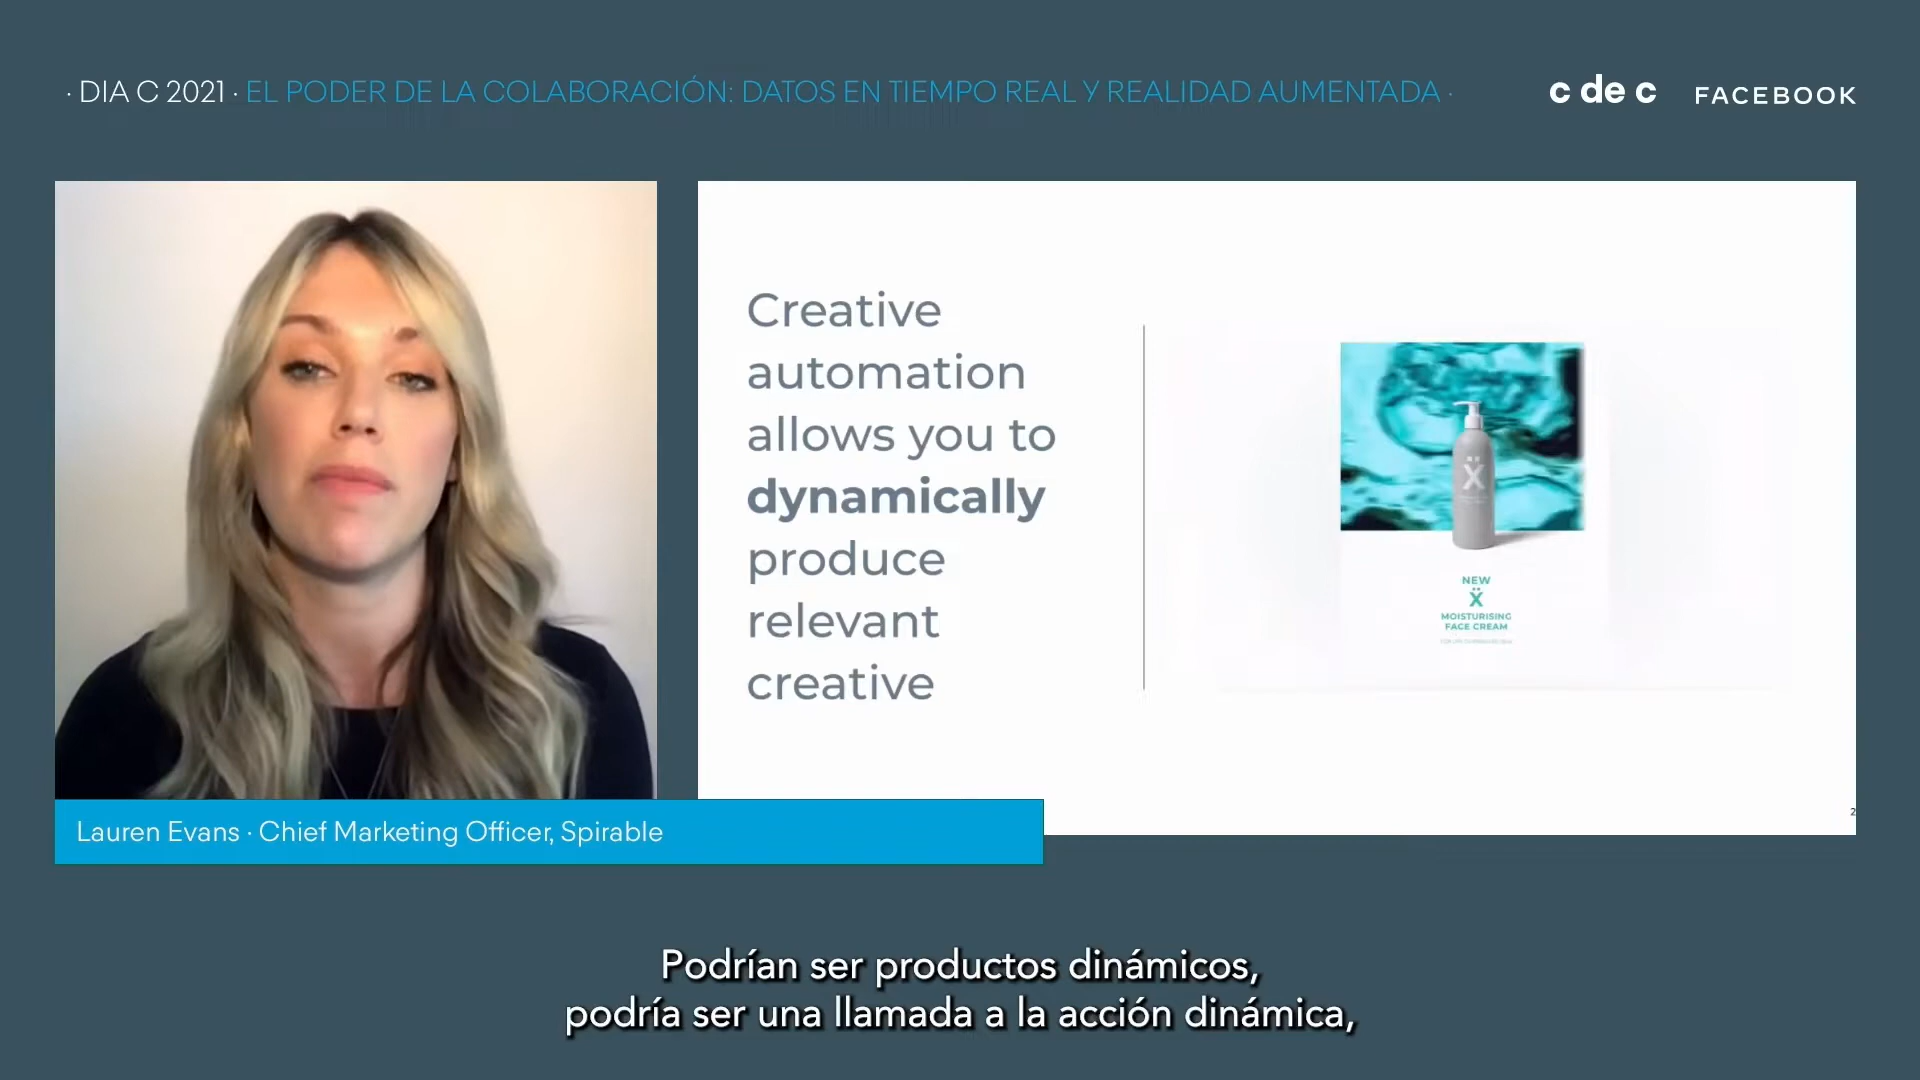 · DIA C 2021 · EL PODER DE LA COLABORACIÓN: DATOS EN TIEMPO REAL Y REALIDAD AUMENTADA ·
c de c FACEBOOK
Creative
automation
allows you to
dynamically
produce
relevant
creative
Ẍ
NEW
Ẍ
MOISTURISING
FACE CREAM
2
Lauren Evans · Chief Marketing Officer, Spirable
Podrían ser productos dinámicos,
podría ser una llamada a la acción dinámica,